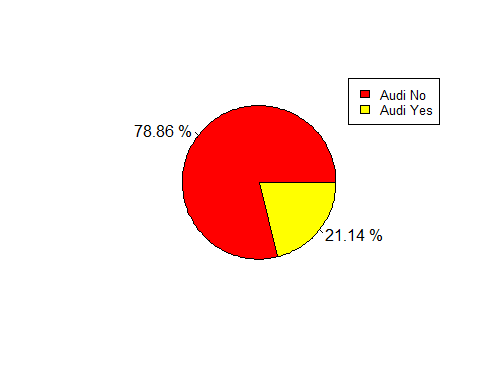 Audi No
Audi Yes
78.86 %
21.14 %